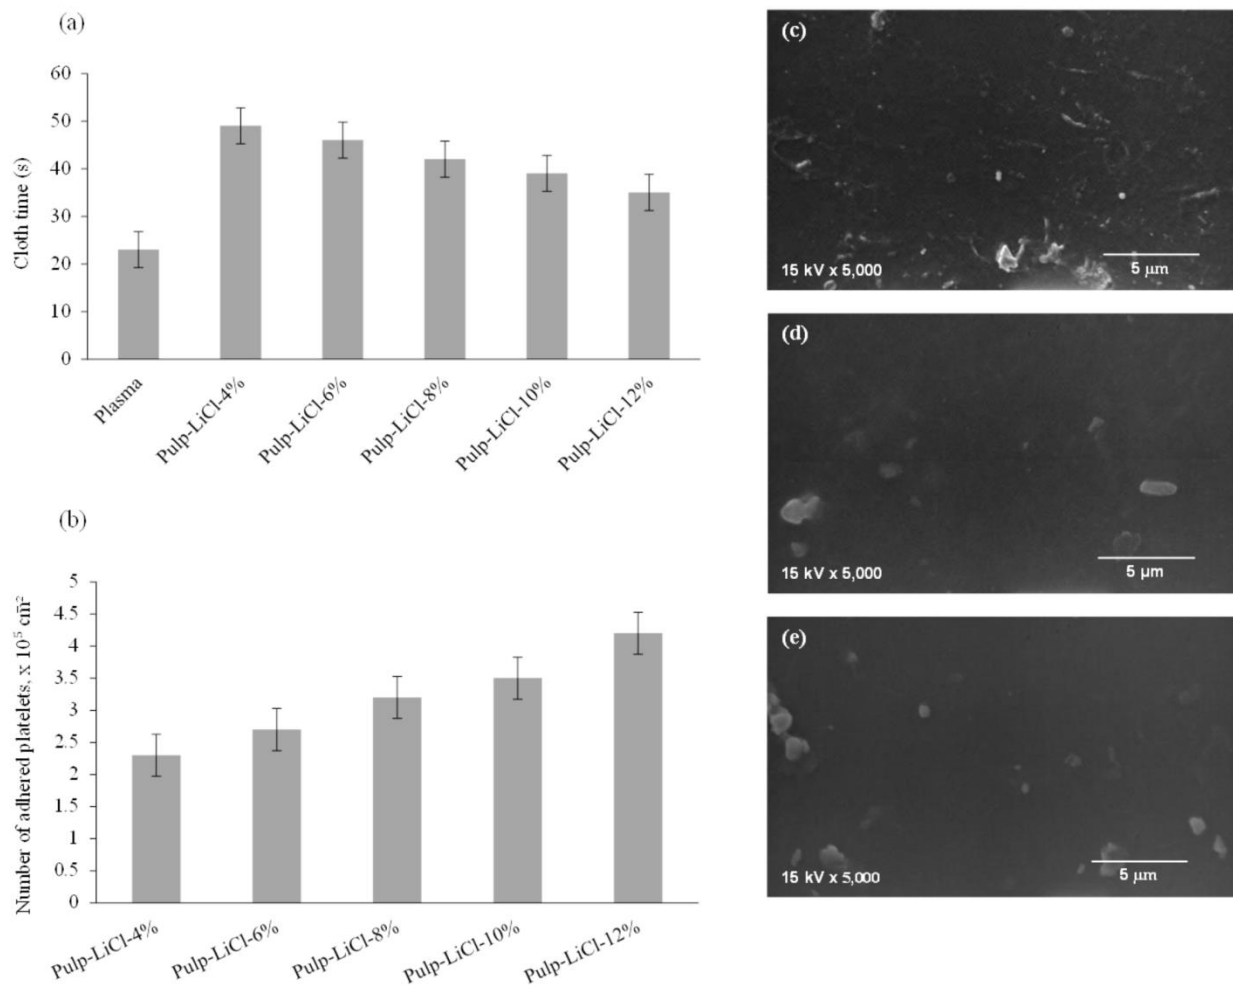 (a)
60
50
40
30
20
10
0
Cloth time (s)
Plasma
Pulp-LiCl-4%
Pulp-LiCl-6%
Pulp-LiCl-8%
Pulp-LiCl-10%
Pulp-LiCl-12%
(b)
5
4.5
4
3.5
3
2.5
2
1.5
1
0.5
0
Number of adhered platelets, x 10⁵ cm̄²
Pulp-LiCl-4%
Pulp-LiCl-6%
Pulp-LiCl-8%
Pulp-LiCl-10%
Pulp-LiCl-12%
(c)
15 kV x 5,000
5 μm
(d)
15 kV x 5,000
5 μm
(e)
15 kV x 5,000
5 μm